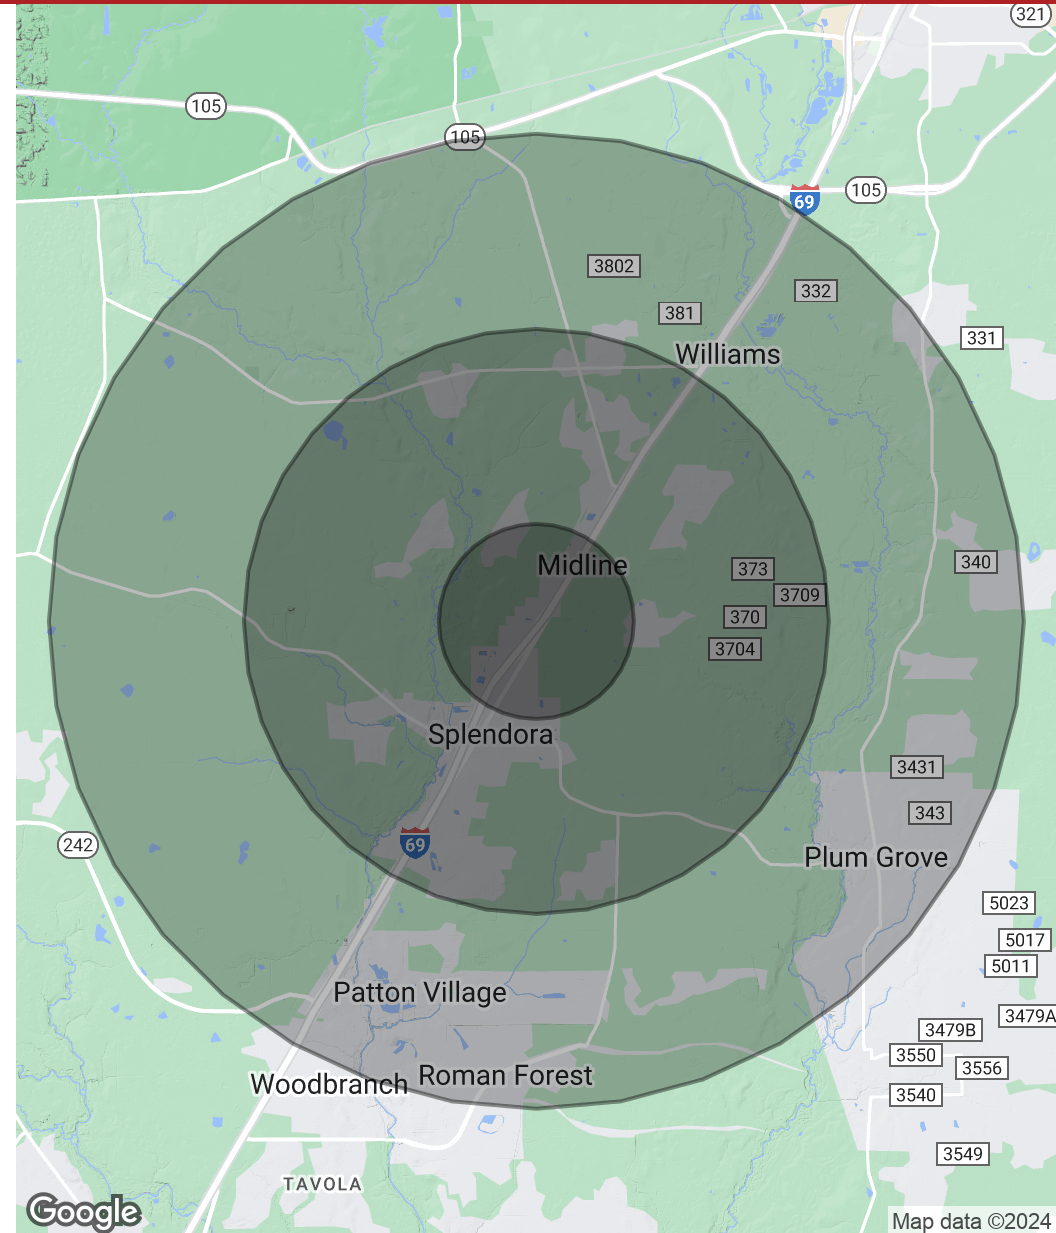 321
105
105
69
105
3802
332
381
331
Williams
Midline
340
373
3709
370
3704
Splendora
3431
343
69
242
Plum Grove
5023
5017
5011
Patton Village
3479A
3479B
3550
3556
Roman Forest
Woodbranch
3540
3549
TAVOLA
Google
Map data ©2024